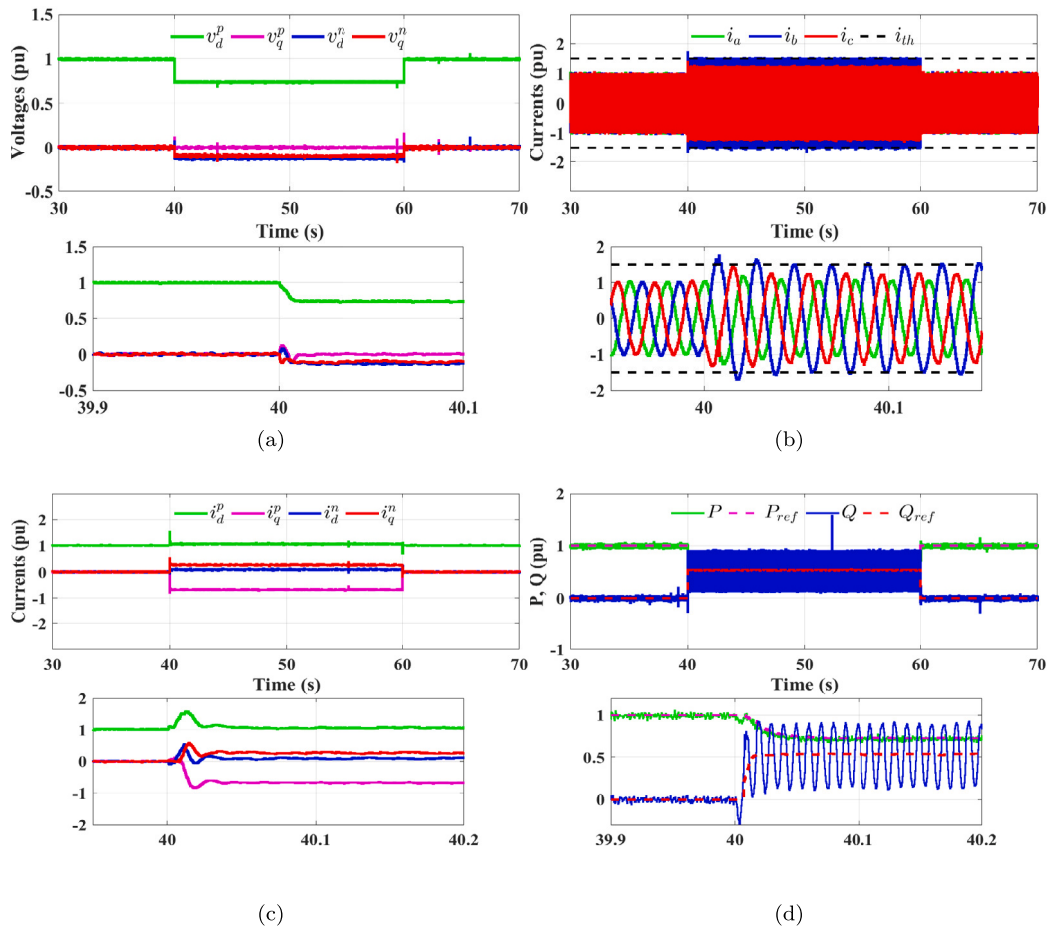 1.5
v_d^p v_q^p v_d^n v_q^n
1
0.5
0
-0.5
Voltages (pu)
30 40 50 60 70
Time (s)
1.5
1
0.5
0
-0.5
39.9 40 40.1
(a)
i_a i_b i_c i_th
2
1
0
-1
-2
Currents (pu)
30 40 50 60 70
Time (s)
2
1
0
-1
-2
40 40.1
(b)
i_d^p i_q^p i_d^n i_q^n
2
1
0
-1
-2
Currents (pu)
30 40 50 60 70
Time (s)
2
1
0
-1
-2
40 40.1 40.2
(c)
2
P P_ref Q Q_ref
1
0
-1
P, Q (pu)
30 40 50 60 70
Time (s)
1
0.5
0
39.9 40 40.1 40.2
(d)